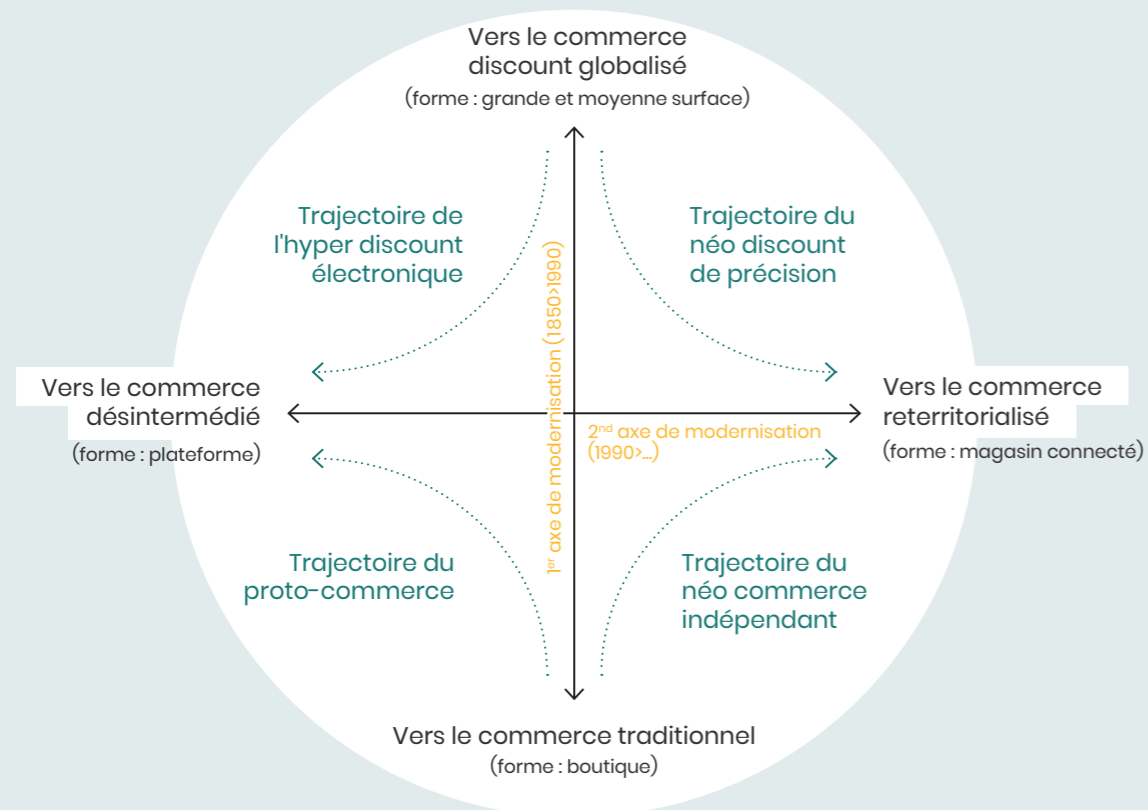 Vers le commerce
discount globalisé
(forme : grande et moyenne surface)
Trajectoire de
l'hyper discount
électronique
Trajectoire du
néo discount
de précision
1er axe de modernisation (1850>1990)
Vers le commerce
désintermédié
(forme : plateforme)
2nd axe de modernisation
(1990>...)
Vers le commerce
reterritorialisé
(forme : magasin connecté)
Trajectoire du
proto-commerce
Trajectoire du
néo commerce
indépendant
Vers le commerce traditionnel
(forme : boutique)